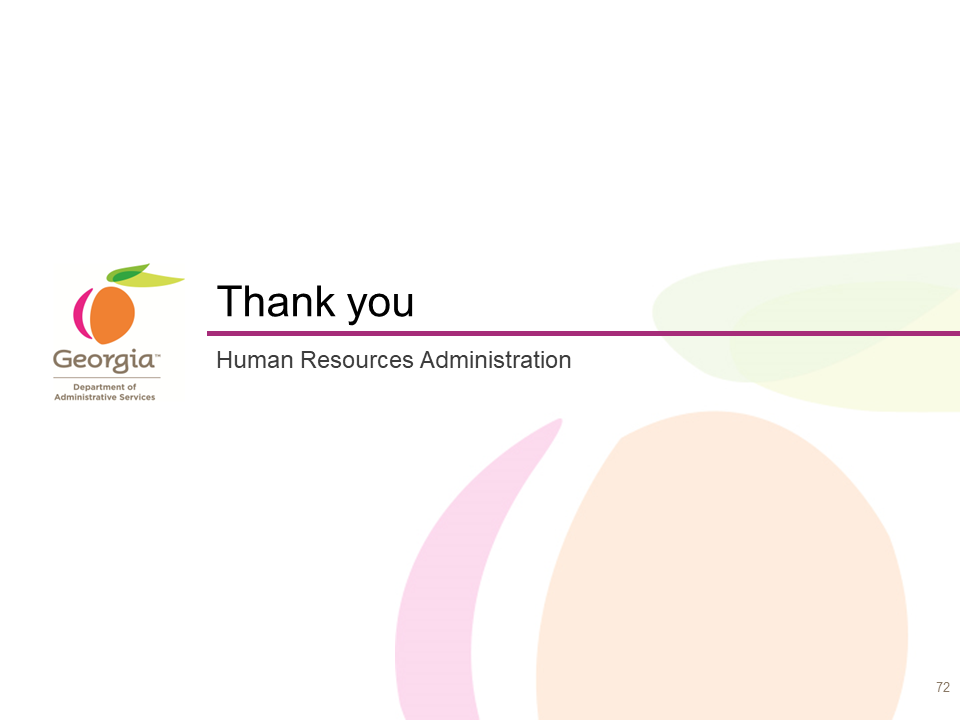 Thank you
Human Resources Administration
Georgia™
Department of
Administrative Services
72